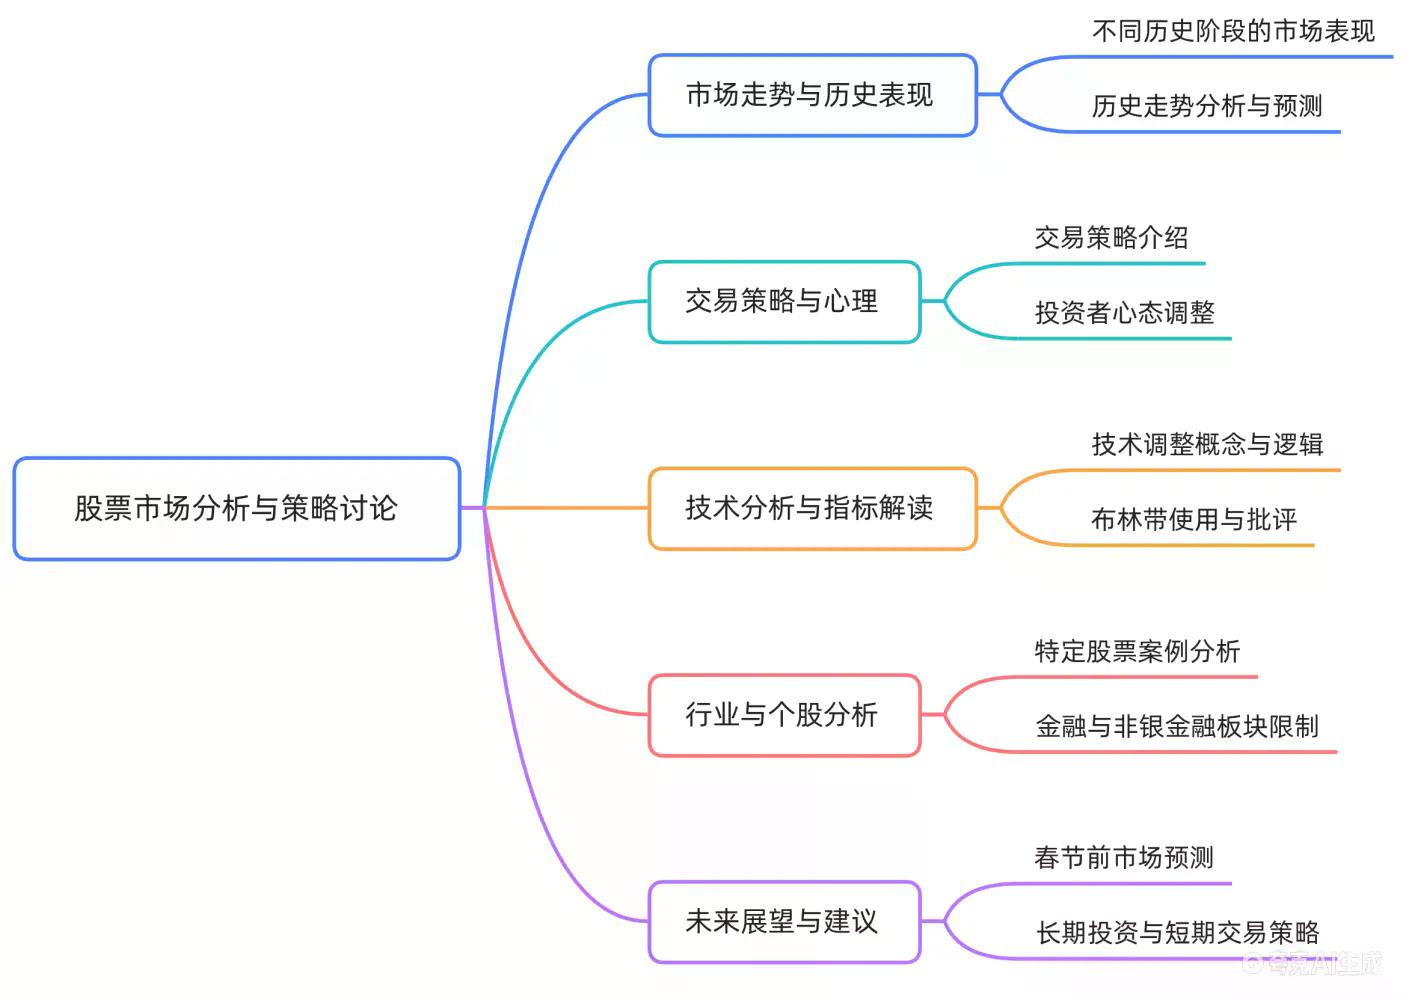 股票市场分析与策略讨论
市场走势与历史表现
不同历史阶段的市场表现
历史走势分析与预测
交易策略与心理
交易策略介绍
投资者心态调整
技术分析与指标解读
技术调整概念与逻辑
布林带使用与批评
行业与个股分析
特定股票案例分析
金融与非银金融板块限制
未来展望与建议
春节前市场预测
长期投资与短期交易策略
夸克AI生成